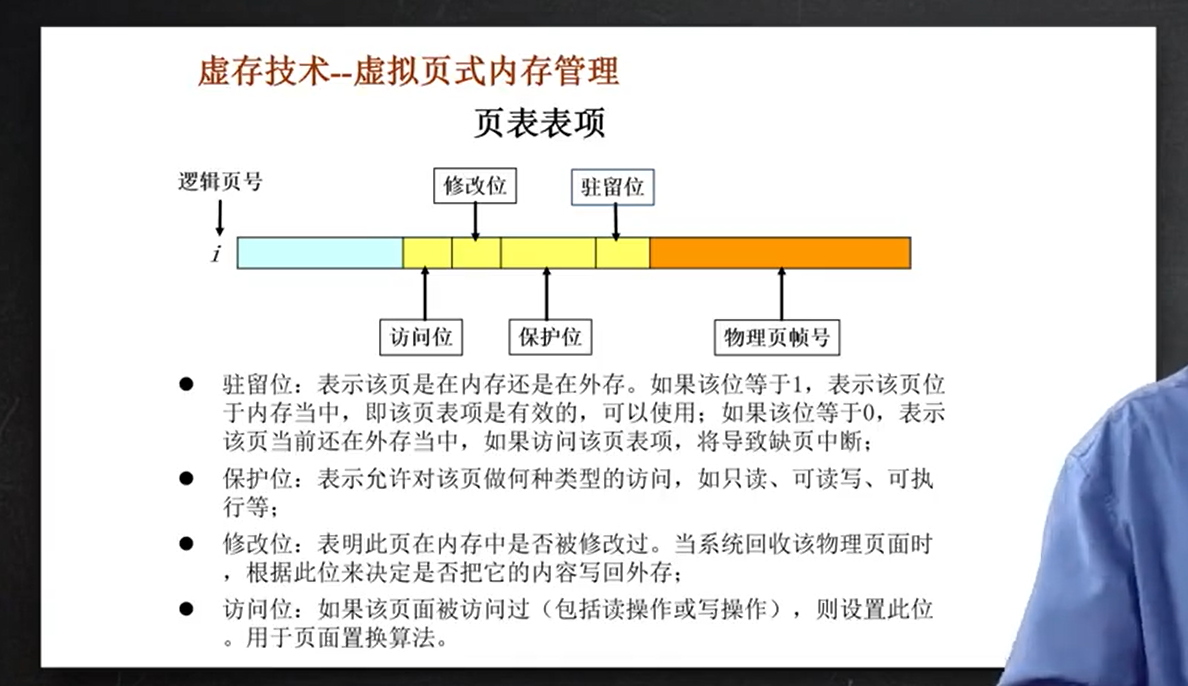 虚存技术--虚拟页式内存管理
页表表项
逻辑页号
修改位
驻留位
i
访问位
保护位
物理页帧号
● 驻留位：表示该页是在内存还是在外存。如果该位等于1，表示该页位
于内存当中，即该页表项是有效的，可以使用；如果该位等于0，表示
该页当前还在外存当中，如果访问该页表项，将导致缺页中断；
● 保护位：表示允许对该页做何种类型的访问，如只读、可读写、可执
行等；
● 修改位：表明此页在内存中是否被修改过。当系统回收该物理页面时
，根据此位来决定是否把它的内容写回外存；
● 访问位：如果该页面被访问过（包括读操作或写操作），则设置此位
。用于页面置换算法。